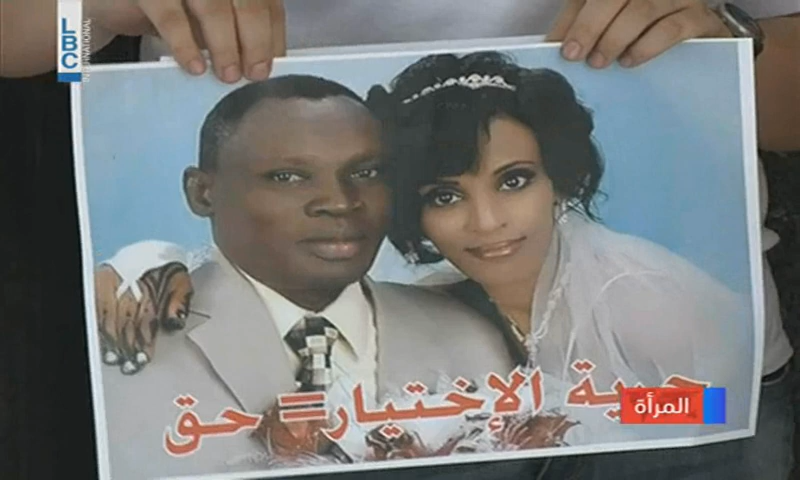 LBC
INTERNATIONAL
حرية الإختيار = حق
المرأة